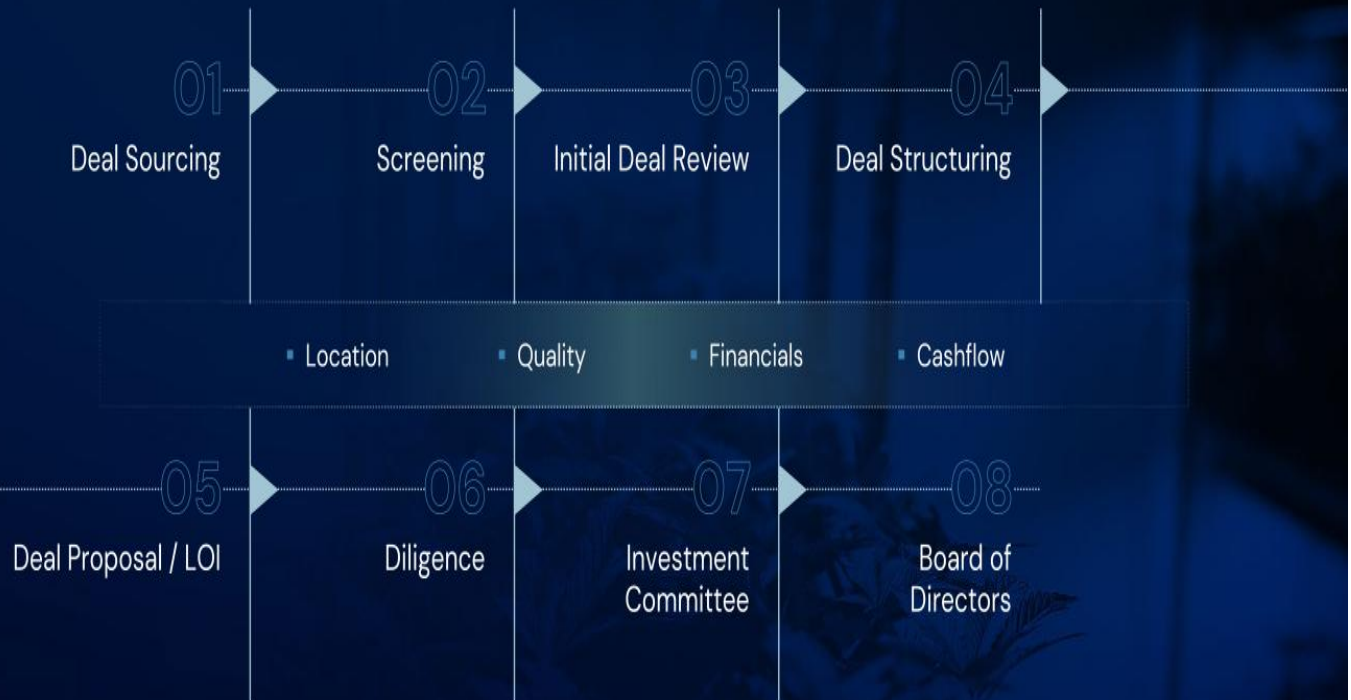 01
02
03
04
Deal Sourcing
Screening
Initial Deal Review
Deal Structuring
Location
Quality
Financials
Cashflow
05
06
07
08
Deal Proposal / LOI
Diligence
Investment
Committee
Board of
Directors